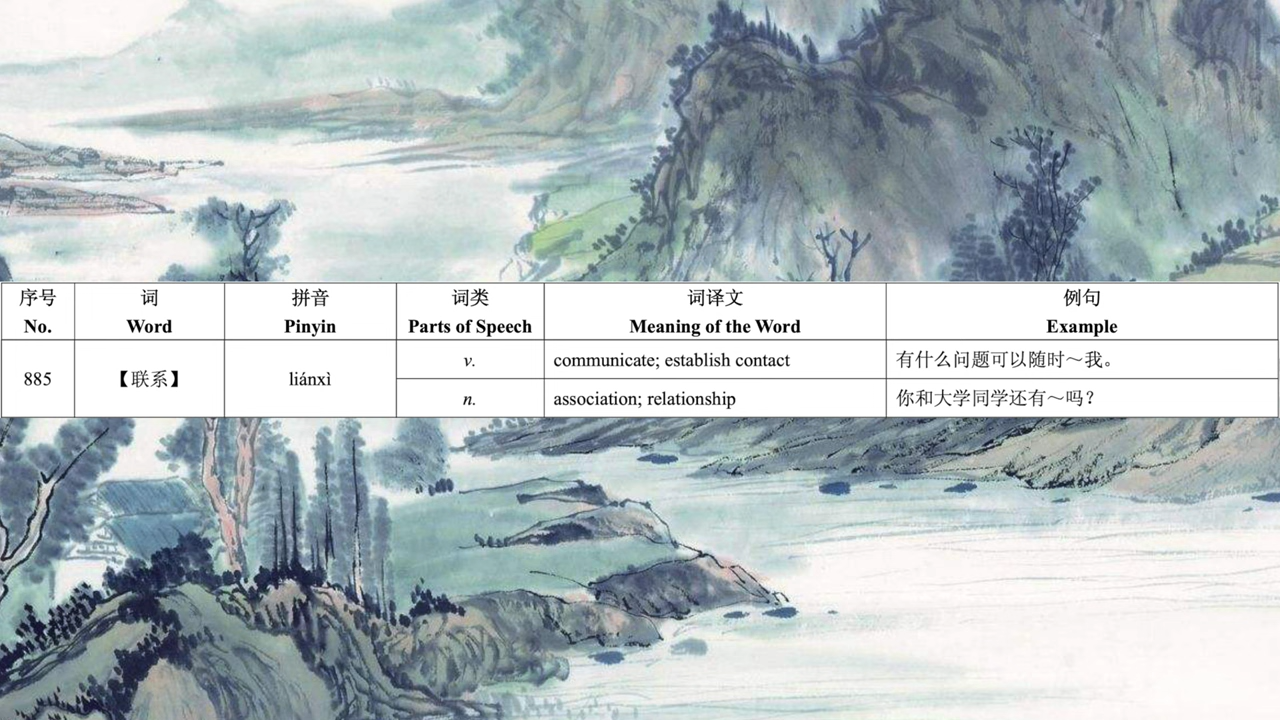 序号 词 拼音 词类 词译文 例句
No. Word Pinyin Parts of Speech Meaning of the Word Example
885 【联系】 liánxì v. communicate; establish contact 有什么问题可以随时～我。
n. association; relationship 你和大学同学还有～吗？